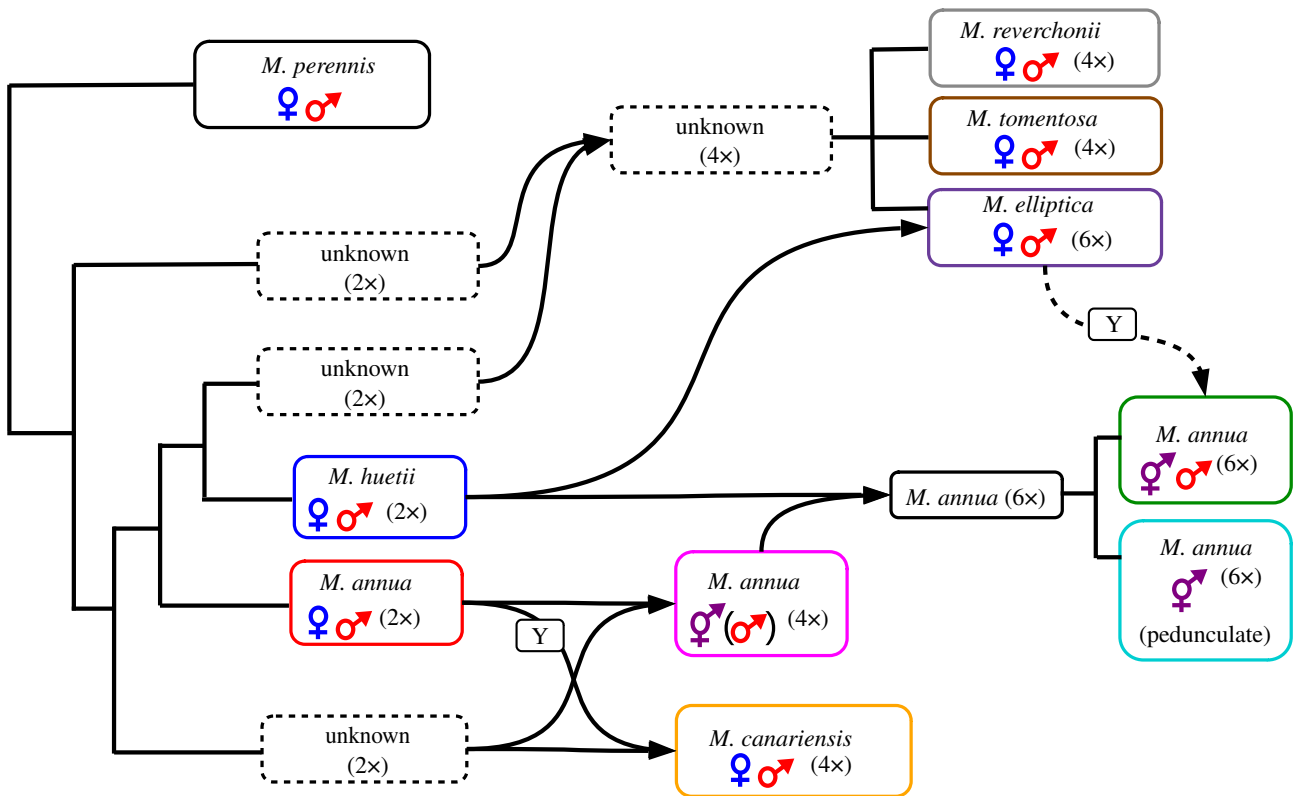 M. perennis
unknown
(2×)
unknown
(2×)
M. huetii
(2×)
M. annua
(2×)
unknown
(2×)
Y
unknown
(4×)
M. annua
(4×)
M. canariensis
(4×)
M. reverchonii
(4×)
M. tomentosa
(4×)
M. elliptica
(6×)
Y
M. annua (6×)
M. annua
(6×)
M. annua
(6×)
(pedunculate)